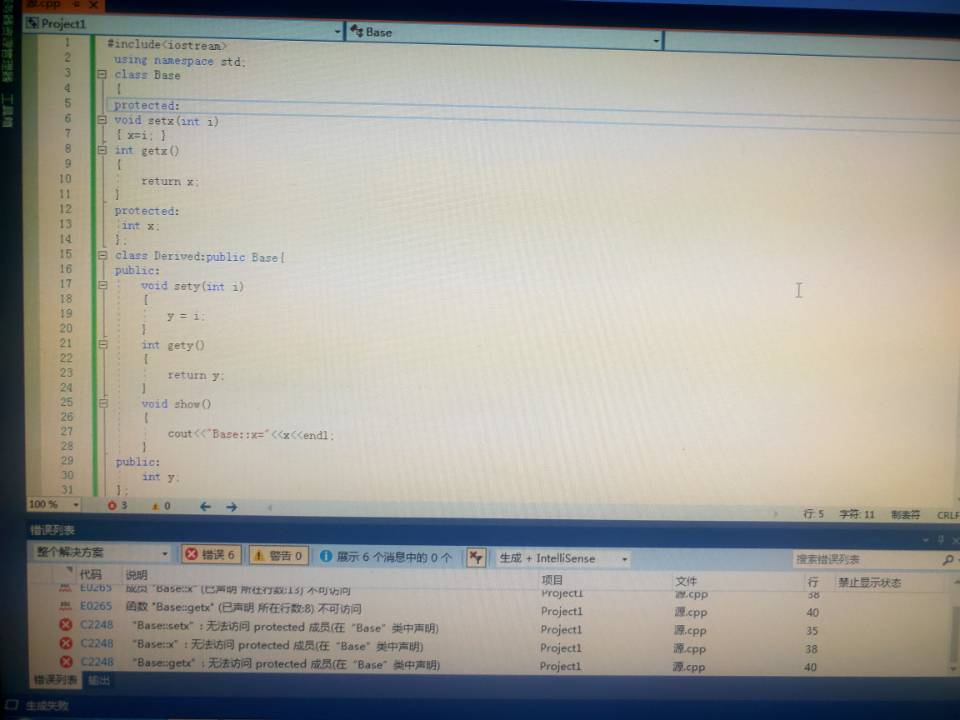 源.cpp
Project1
Base
1 #include<iostream>
2 using namespace std;
3 class Base
4 {
5 protected:
6 void setx(int i)
7 { x=i; }
8 int getx()
9 {
10 return x;
11 }
12 protected:
13 int x;
14 };
15 class Derived:public Base{
16 public:
17 void sety(int i)
18 {
19 y = i;
20 }
21 int gety()
22 {
23 return y;
24 }
25 void show()
26 {
27 cout<<"Base::x="<<x<<endl;
28 }
29 public:
30 int y;
31 };
100 % 3 0 行: 5 字符: 11 制表符 CRLF
错误列表
整个解决方案 错误 6 警告 0 展示 6 个消息中的 0 个 生成 + IntelliSense 搜索错误列表
代码 说明 项目 文件 行 禁止显示状态
E0265 成员 "Base::x" (已声明 所在行数:13) 不可访问 Project1 源.cpp 38
E0265 函数 "Base::getx" (已声明 所在行数:8) 不可访问 Project1 源.cpp 40
C2248 “Base::setx”: 无法访问 protected 成员(在“Base”类中声明) Project1 源.cpp 35
C2248 “Base::x”: 无法访问 protected 成员(在“Base”类中声明) Project1 源.cpp 38
C2248 “Base::getx”: 无法访问 protected 成员(在“Base”类中声明) Project1 源.cpp 40
错误列表 输出
生成失败